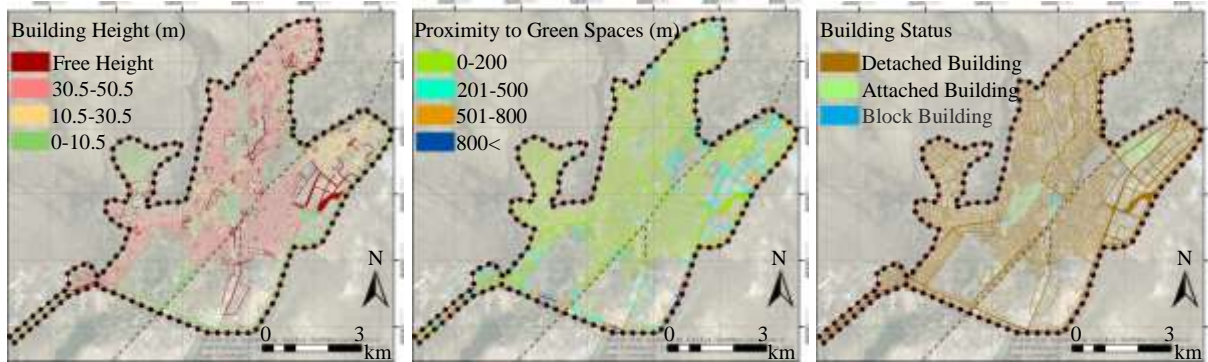 Building Height (m)
Free Height
30.5-50.5
10.5-30.5
0-10.5
N
0 3
km
Proximity to Green Spaces (m)
0-200
201-500
501-800
800<
N
0 3
km
Building Status
Detached Building
Attached Building
Block Building
N
0 3
km